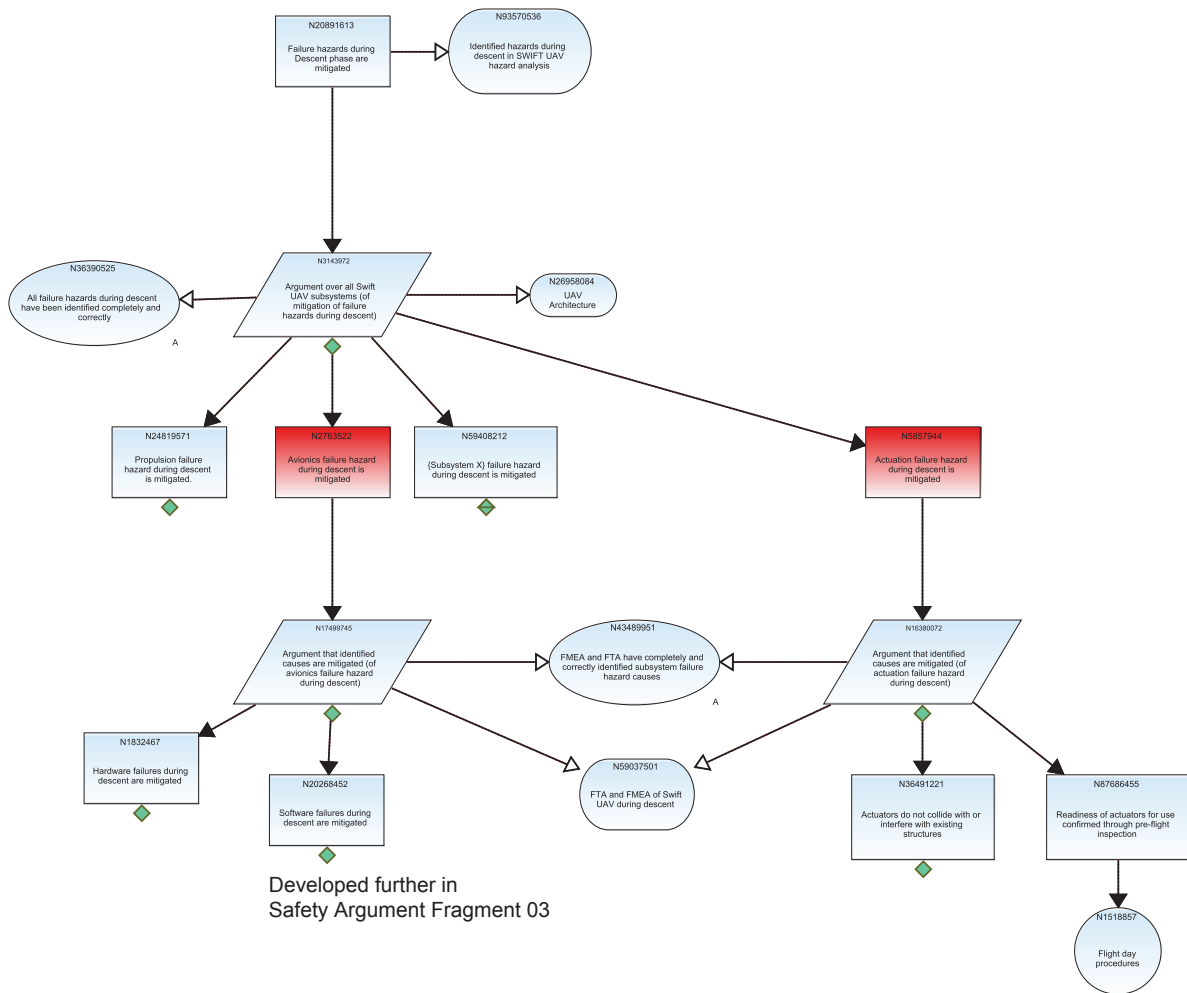 N20891613
Failure hazards during
Descent phase are
mitigated
N93570536
Identified hazards during
descent in SWIFT UAV
hazard analysis
N36390525
All failure hazards during descent
have been identified completely and
correctly
A
N3143972
Argument over all Swift
UAV subsystems (of
mitigation of failure
hazards during descent)
N26958084
UAV
Architecture
N24819571
Propulsion failure
hazard during descent
is mitigated.
N2763522
Avionics failure hazard
during descent is
mitigated
N59408212
{Subsystem X} failure hazard
during descent is mitigated
N5857944
Actuation failure hazard
during descent is
mitigated
N17499745
Argument that identified
causes are mitigated (of
avionics failure hazard
during descent)
N43489951
FMEA and FTA have completely and
correctly identified subsystem failure
hazard causes
A
N16380072
Argument that identified
causes are mitigated (of
actuation failure hazard
during descent)
N1832467
Hardware failures during
descent are mitigated
N20268452
Software failures during
descent are mitigated
N59037501
FTA and FMEA of Swift
UAV during descent
N36491221
Actuators do not collide with or
interfere with existing
structures
N87686455
Readiness of actuators for use
confirmed through pre-flight
inspection
Developed further in
Safety Argument Fragment 03
N1518857
Flight day
procedures